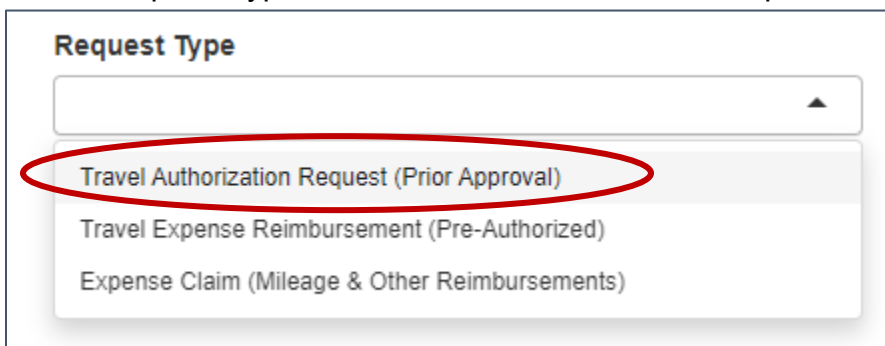 Request Type
Travel Authorization Request (Prior Approval)
Travel Expense Reimbursement (Pre-Authorized)
Expense Claim (Mileage & Other Reimbursements)